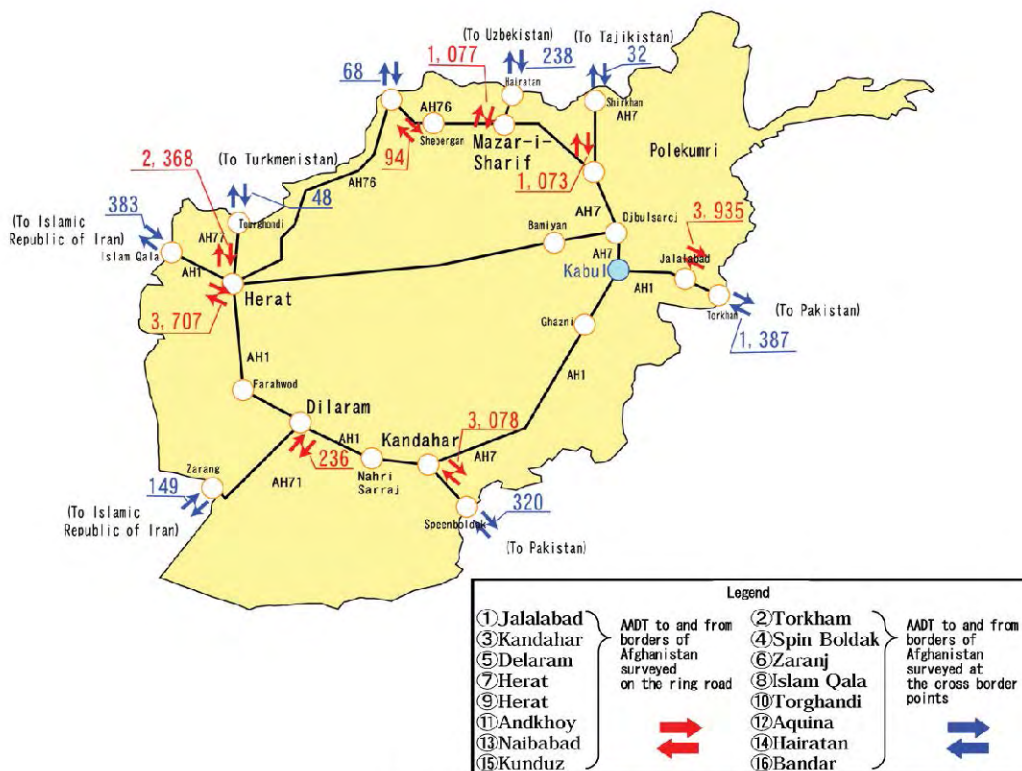 (To Uzbekistan)
(To Tajikistan)
1,077
238
32
68
Hairatan
Shirkhan
AH76
AH7
Shebergan
Mazar-i-
Sharif
Polekumri
2,368
(To Turkmenistan)
94
1,073
AH76
383
48
(To Islamic
Republic of Iran)
Tourghondi
AH7
Djbulsarcj
3,935
Bamiyan
Islam Qala
AH77
AH1
AH7
Jalalabad
Kabul
AH1
Herat
Torkhan
(To Pakistan)
3,707
Ghazni
1,387
AH1
AH1
Farahwod
Dilaram
3,078
AH1
Kandahar
236
AH7
Zarang
Nahri
Sarraj
149
AH71
320
(To Islamic
Republic of Iran)
Speenboldak
(To Pakistan)
Legend
①Jalalabad
③Kandahar
⑤Delaram
⑦Herat
⑨Herat
⑪Andkhoy
⑬Naibabad
⑮Kunduz
AADT to and from
borders of
Afghanistan
surveyed
on the ring road
②Torkham
④Spin Boldak
⑥Zaranj
⑧Islam Qala
⑩Torghandi
⑫Aquina
⑭Hairatan
⑯Bandar
AADT to and from
borders of
Afghanistan
surveyed at
the cross border
points